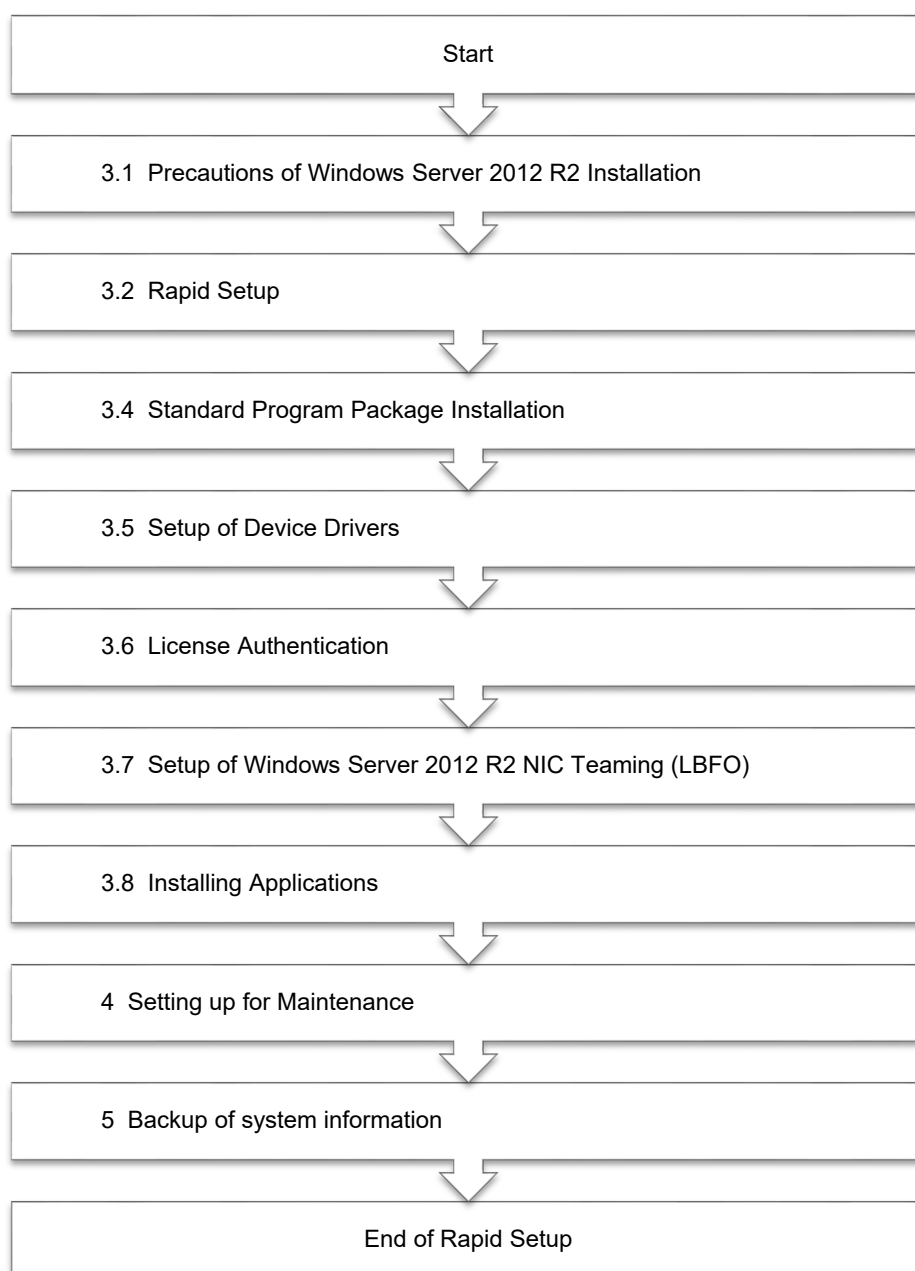 Start
3.1 Precautions of Windows Server 2012 R2 Installation
3.2 Rapid Setup
3.4 Standard Program Package Installation
3.5 Setup of Device Drivers
3.6 License Authentication
3.7 Setup of Windows Server 2012 R2 NIC Teaming (LBFO)
3.8 Installing Applications
4 Setting up for Maintenance
5 Backup of system information
End of Rapid Setup